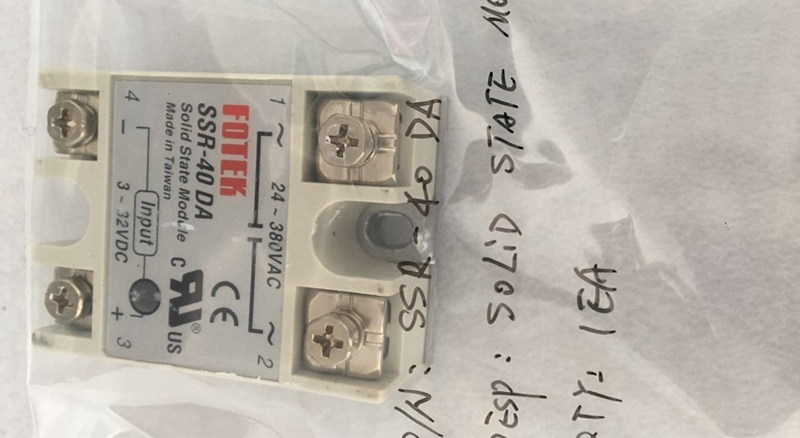 1 ~ 24~380VAC ~ 2
FOTEK
SSR-40 DA
Solid State Module
Made in Taiwan
CE
c UR® US
Input
4 - 3~32VDC + 3
P/N: SSR-40 DA
DESP: SOLID STATE
QTY= 1EA